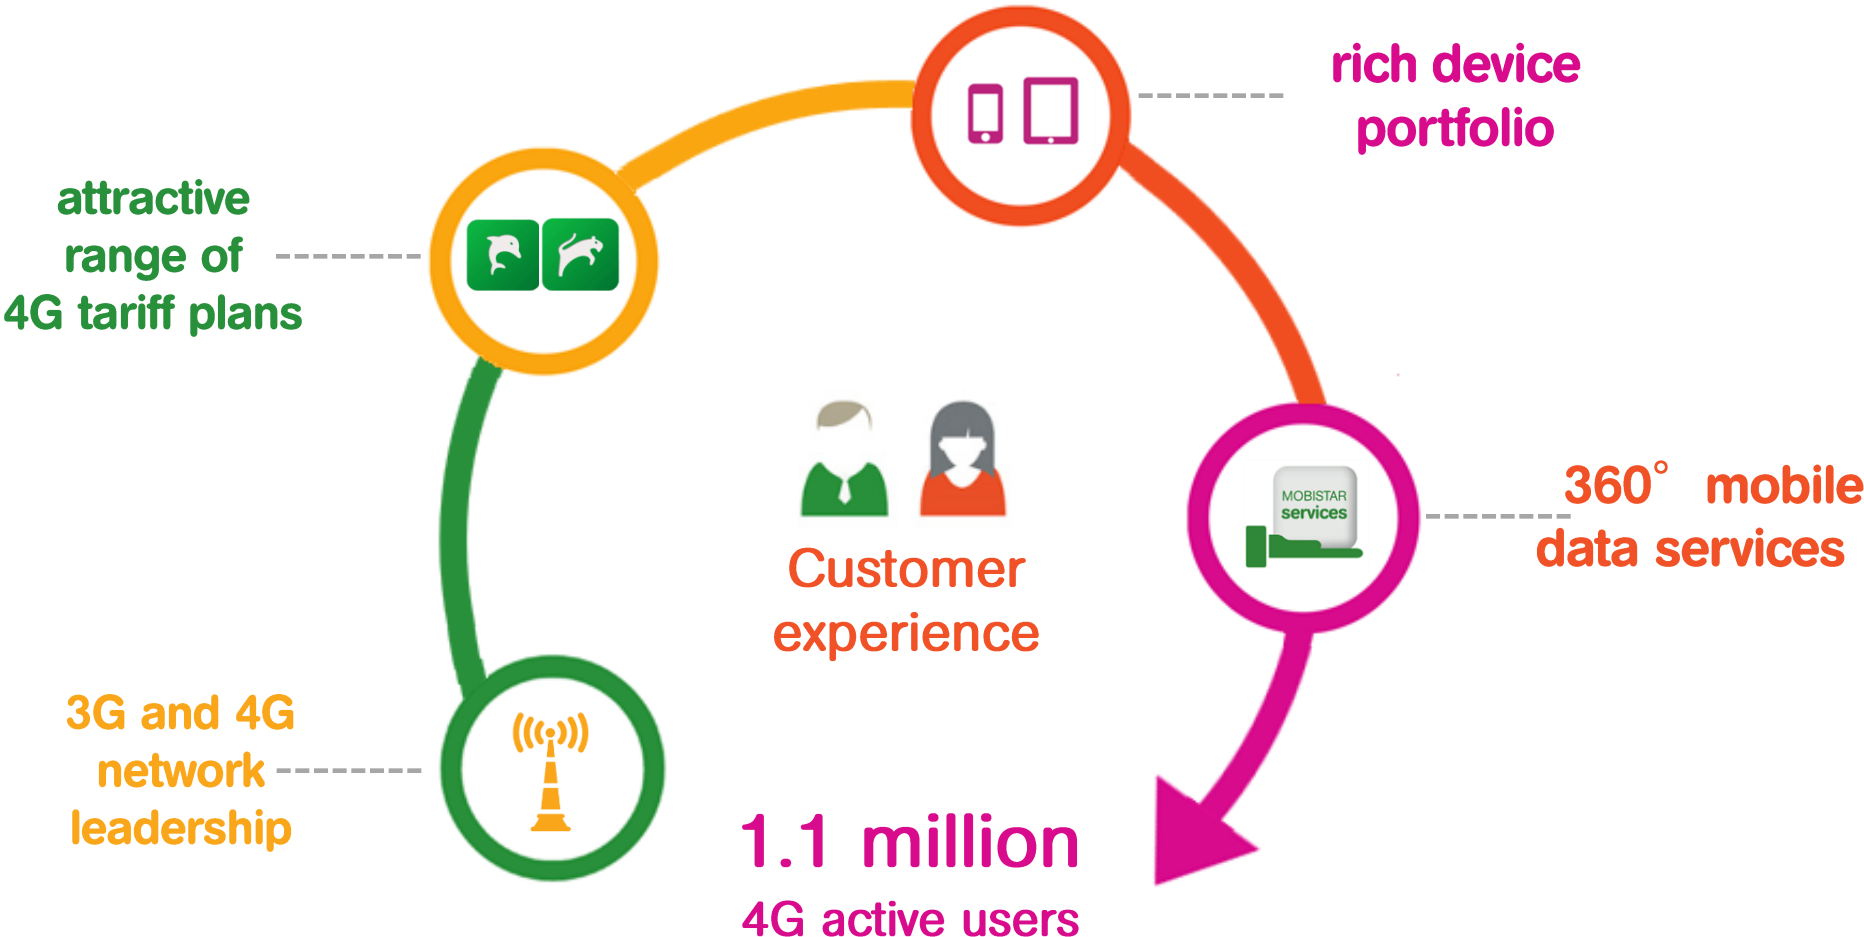 rich device
portfolio
attractive
range of
4G tariff plans
360° mobile
data services
MOBISTAR
services
Customer
experience
3G and 4G
network
leadership
1.1 million
4G active users